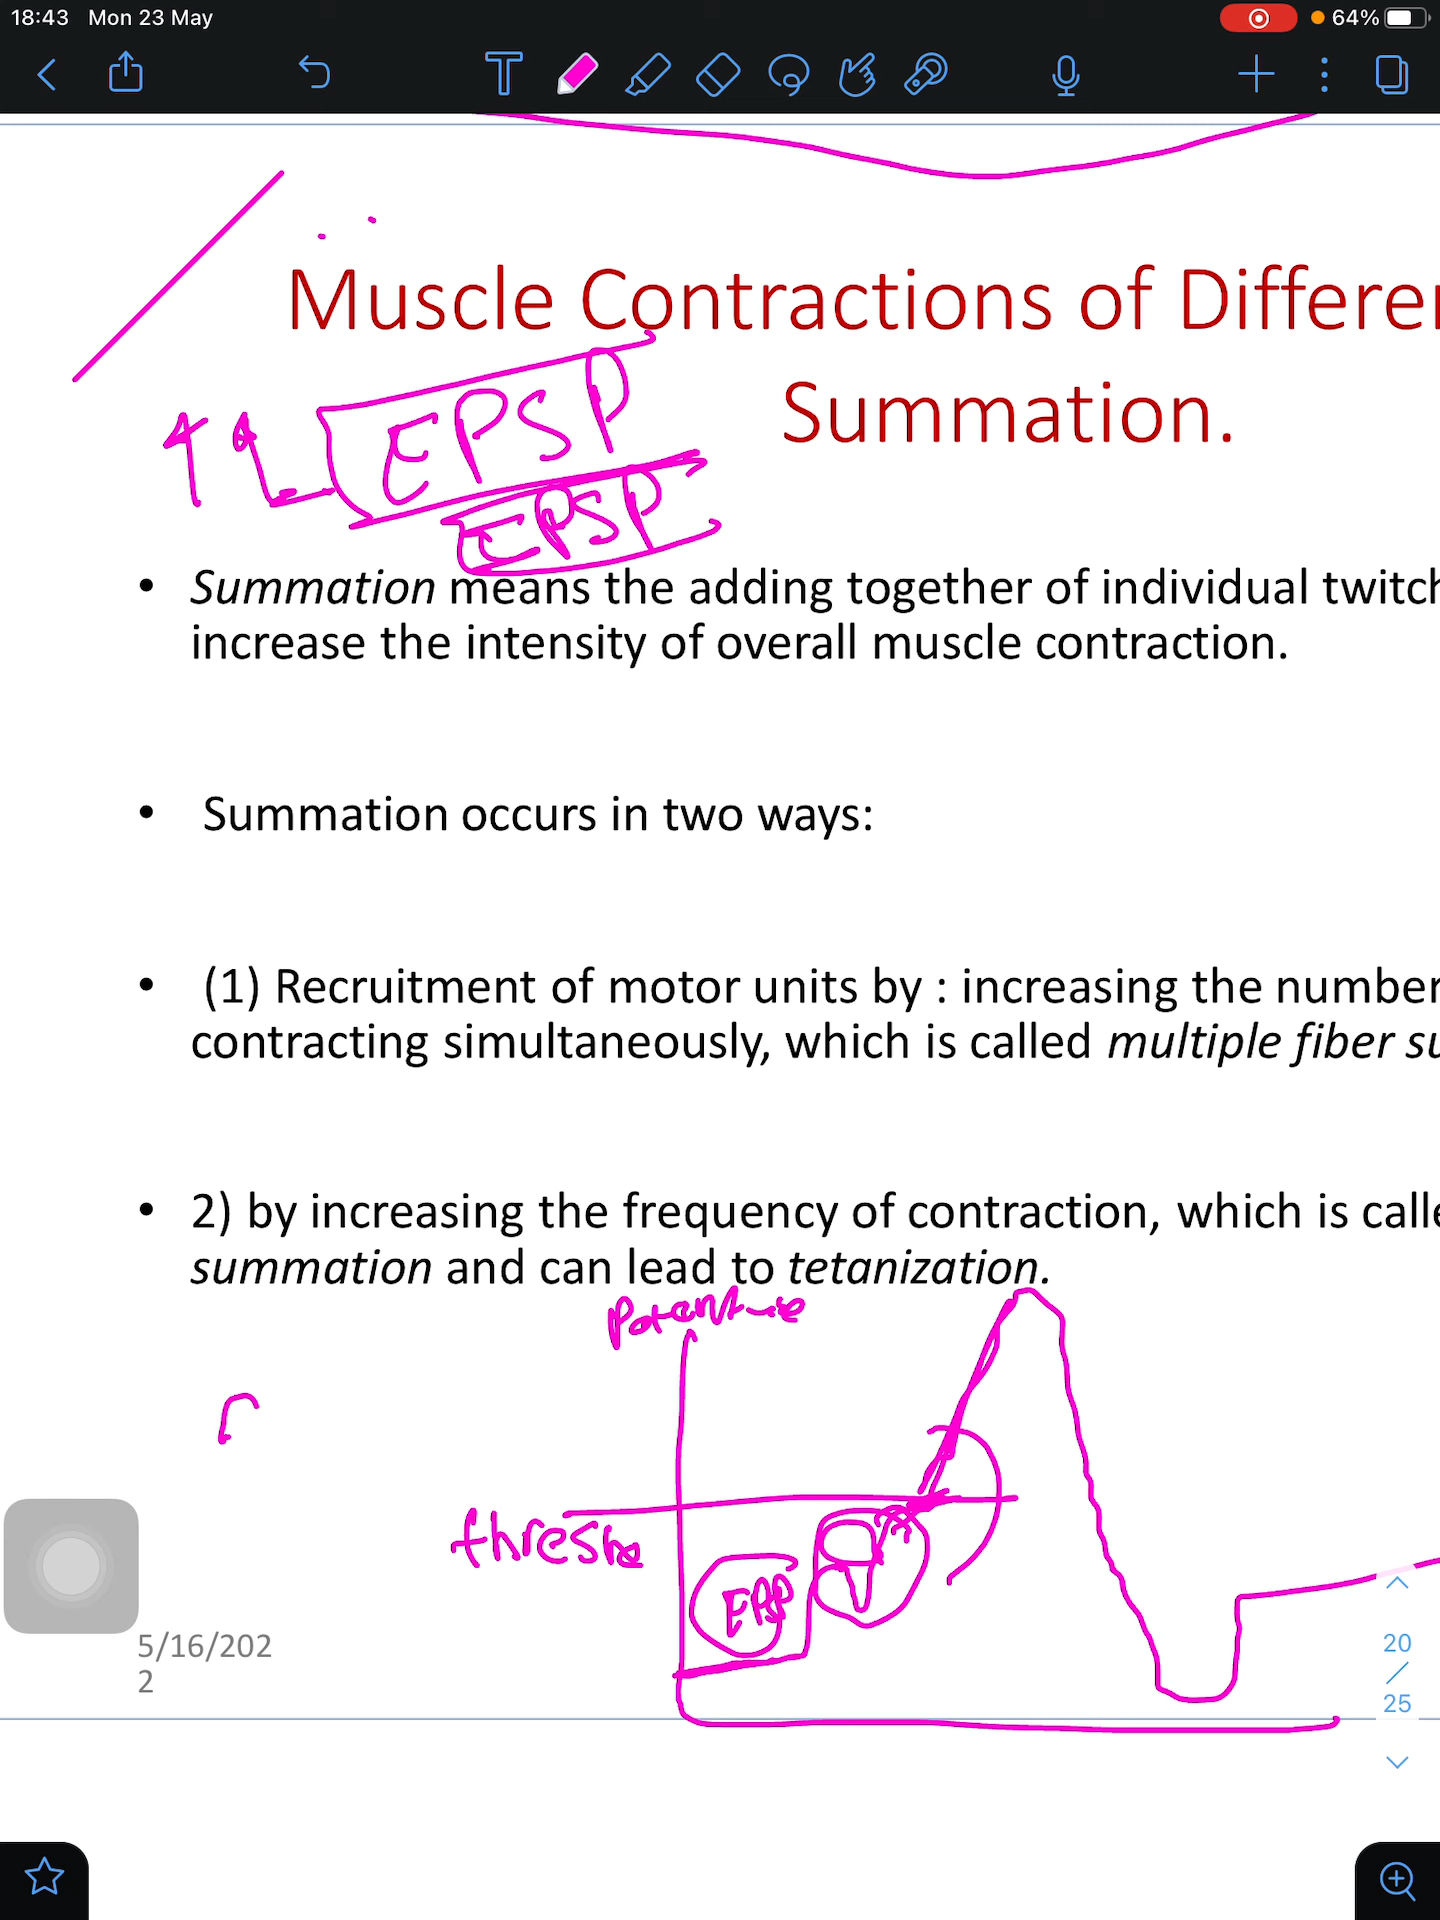 18:43 Mon 23 May 64%
Muscle Contractions of Differe
Summation.
EPSP
EPSP
• Summation means the adding together of individual twitch
increase the intensity of overall muscle contraction.
• Summation occurs in two ways:
• (1) Recruitment of motor units by : increasing the number
contracting simultaneously, which is called multiple fiber su
• 2) by increasing the frequency of contraction, which is calle
summation and can lead to tetanization.
thresho
EPSP
5/16/202
2
20
/
25